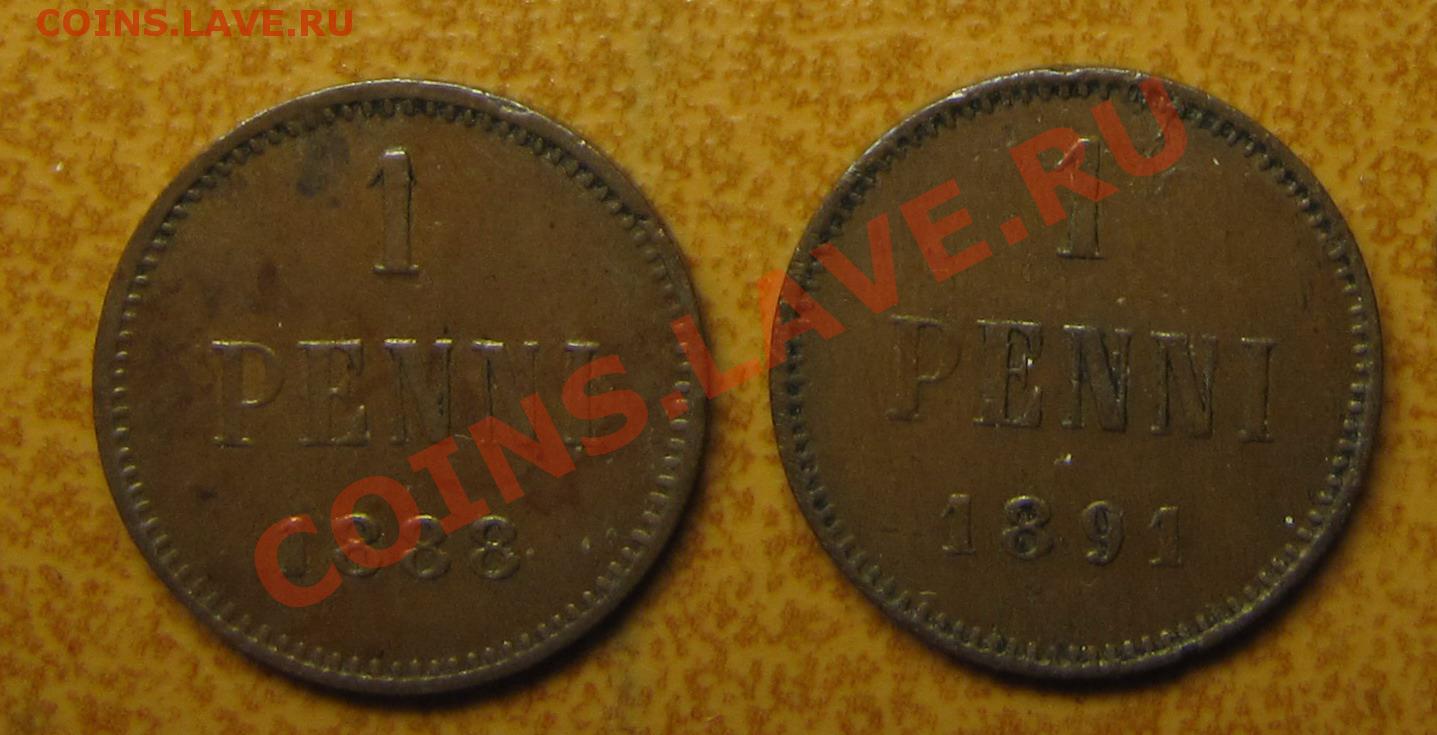 COINS.LAVE.RU
1
PENNI
1888
1
PENNI
1891
COINS.LAVE.RU